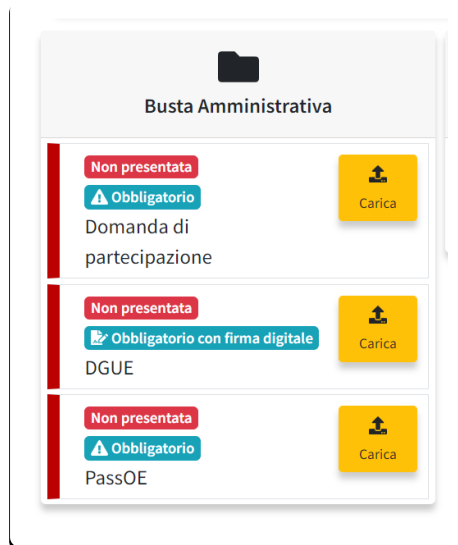 Busta Amministrativa
Non presentata
Obbligatorio
Carica
Domanda di
partecipazione
Non presentata
Obbligatorio con firma digitale
Carica
DGUE
Non presentata
Obbligatorio
Carica
PassOE